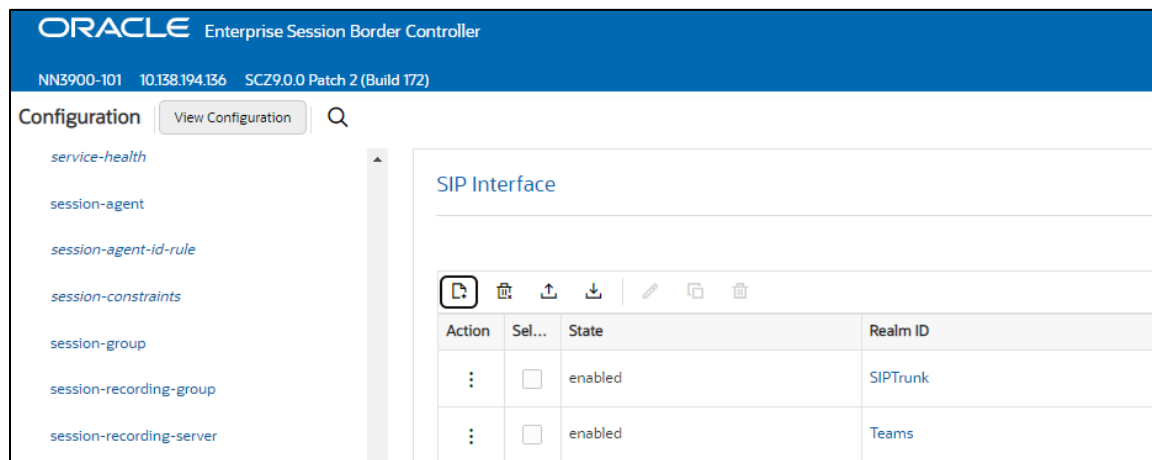 ORACLE Enterprise Session Border Controller
NN3900-101 10.138.194.136 SCZ9.0.0 Patch 2 (Build 172)
Configuration View Configuration
service-health
session-agent
session-agent-id-rule
session-constraints
session-group
session-recording-group
session-recording-server
SIP Interface
Action Sel... State Realm ID
enabled SIPTrunk
enabled Teams